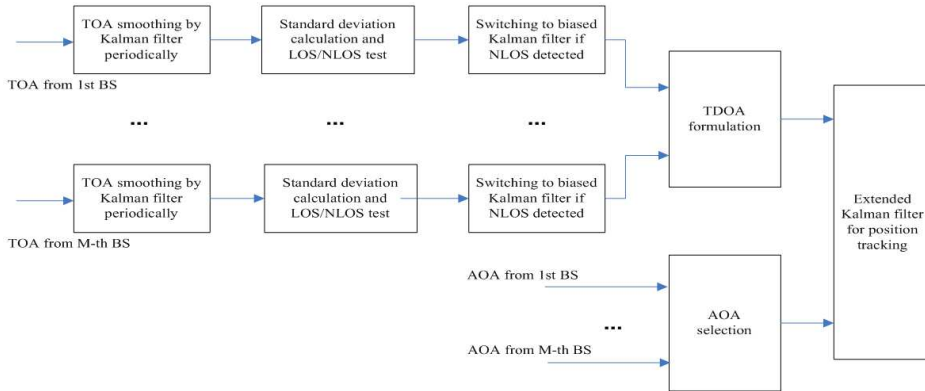 TOA smoothing by
Kalman filter
periodically
Standard deviation
calculation and
LOS/NLOS test
Switching to biased
Kalman filter if
NLOS detected
TOA from 1st BS
...
...
...
TDOA
formulation
TOA smoothing by
Kalman filter
periodically
Standard deviation
calculation and
LOS/NLOS test
Switching to biased
Kalman filter if
NLOS detected
TOA from M-th BS
Extended
Kalman filter
for position
tracking
AOA from 1st BS
...
AOA from M-th BS
AOA
selection